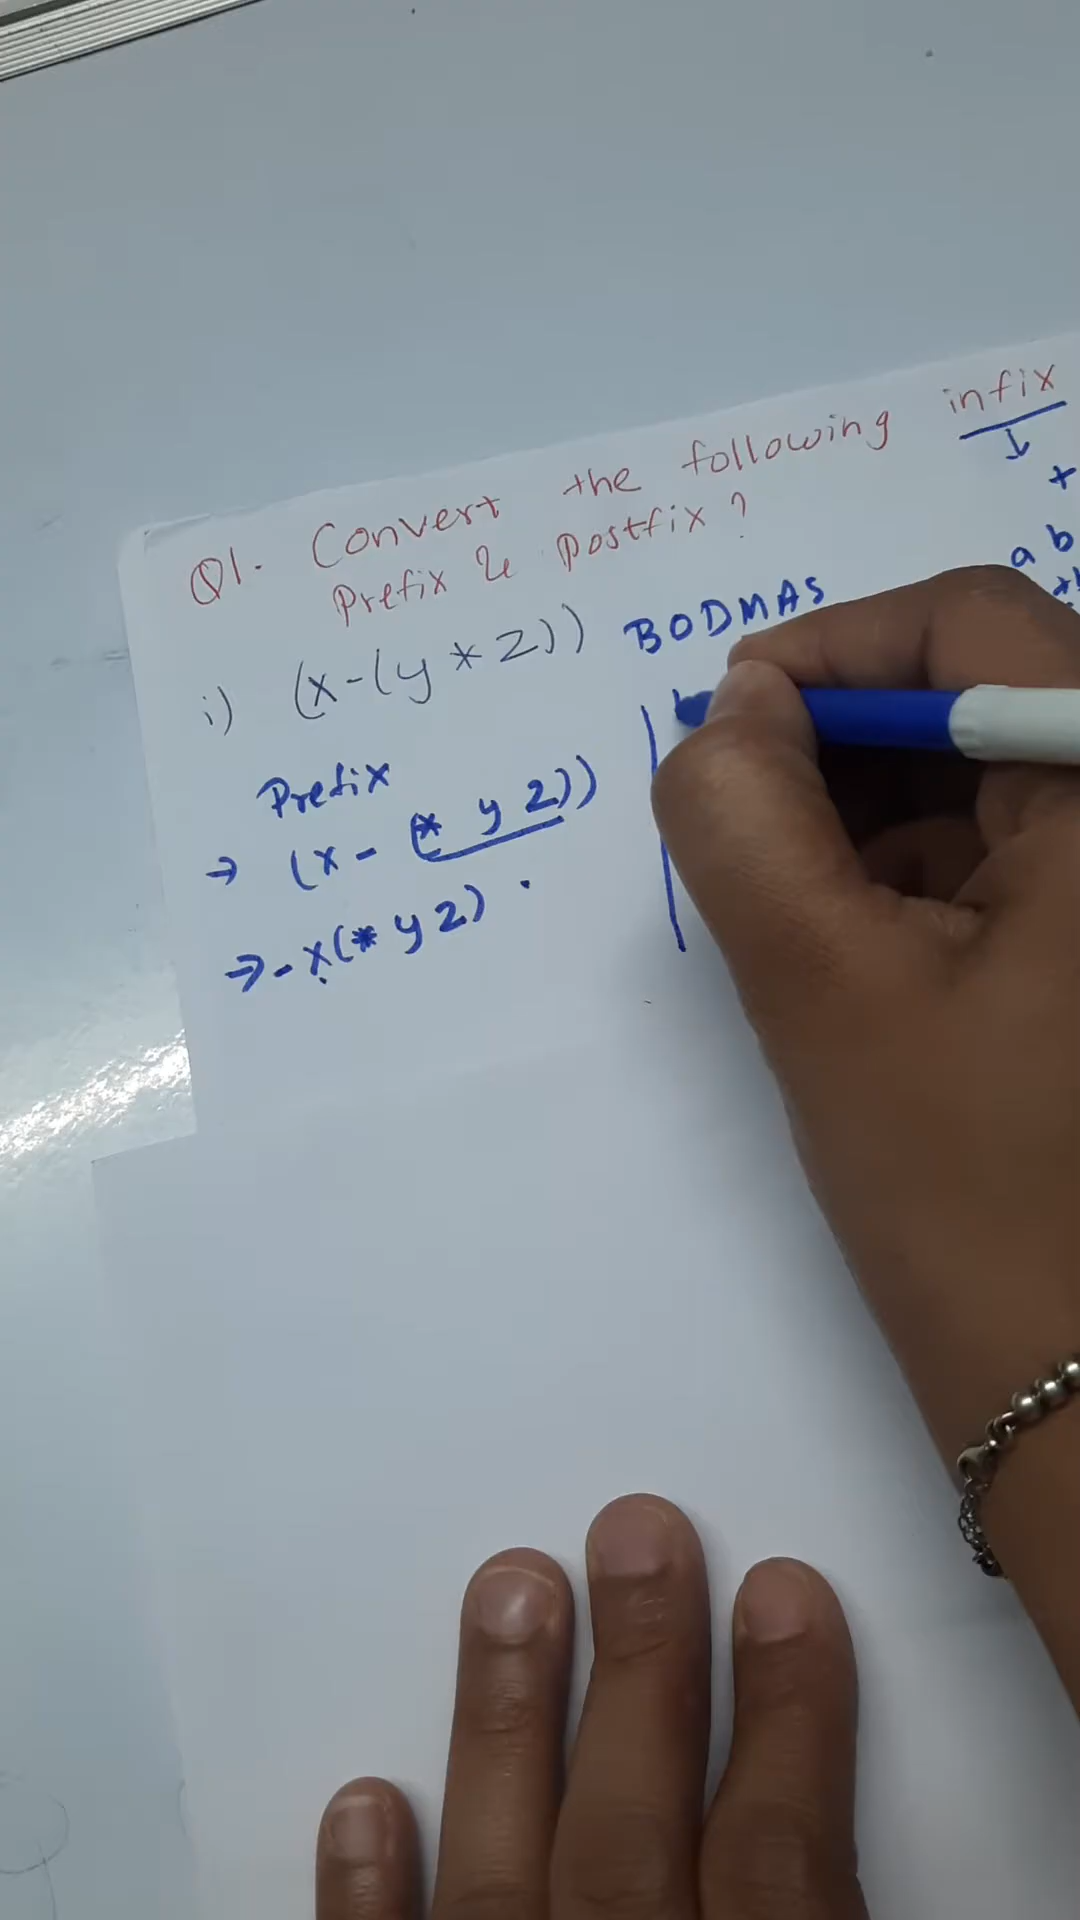 Q1. Convert the following infix
Prefix & Postfix ?
i) (x-(y*z)) BODMAS
+
a b
Prefix
→ (x - (* y z))
→ - x(* y z) .